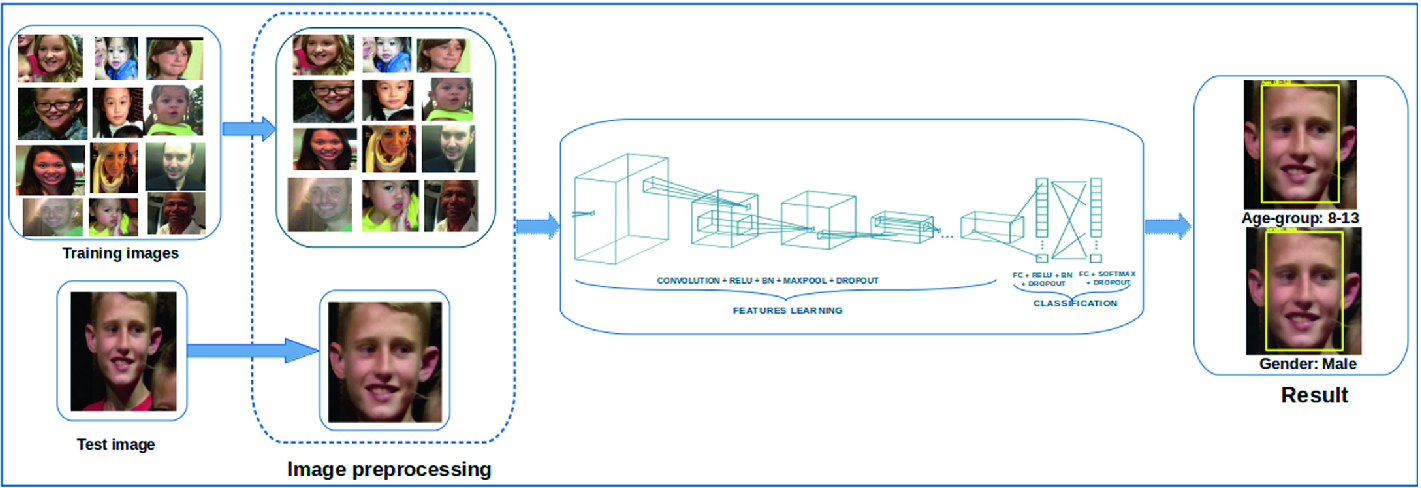 Training images
Test image
Image preprocessing
CONVOLUTION + RELU + BN + MAXPOOL + DROPOUT
FEATURES LEARNING
...
FC + RELU + BN
+ DROPOUT
FC + SOFTMAX
+ DROPOUT
CLASSIFICATION
Age-group: 8-13
Gender: Male
Result